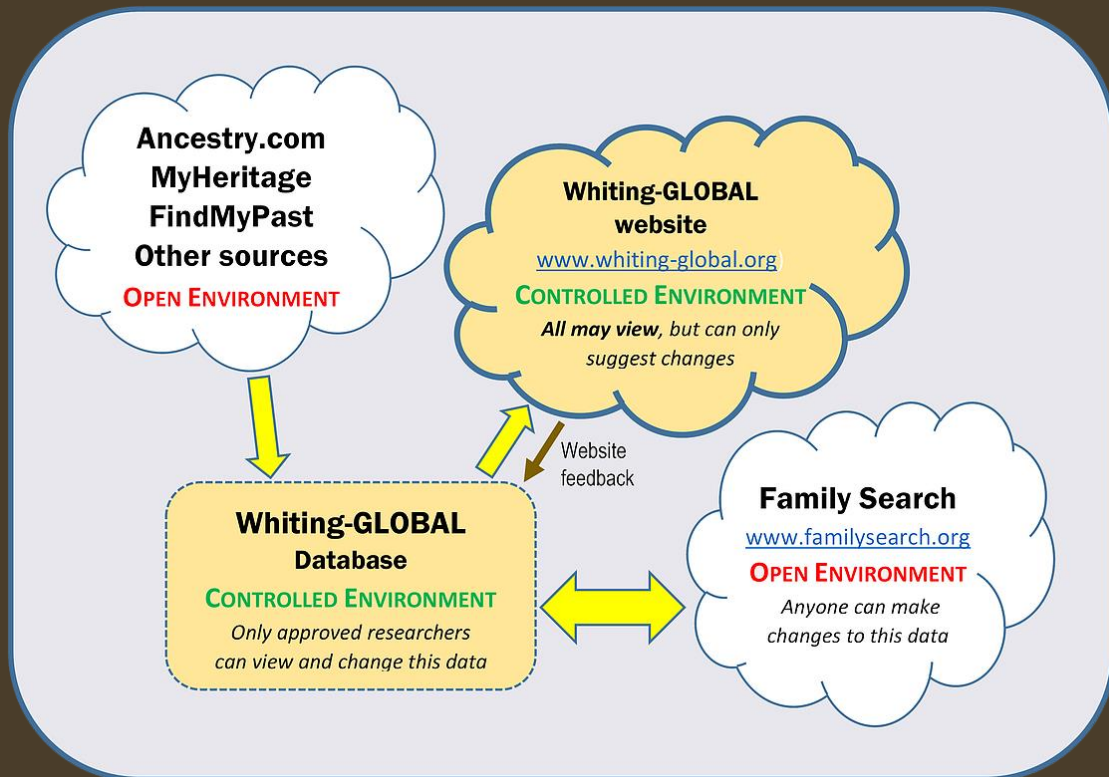 Ancestry.com
MyHeritage
FindMyPast
Other sources
OPEN ENVIRONMENT
Whiting-GLOBAL
website
www.whiting-global.org)
CONTROLLED ENVIRONMENT
All may view, but can only
suggest changes
Website
feedback
Whiting-GLOBAL
Database
CONTROLLED ENVIRONMENT
Only approved researchers
can view and change this data
Family Search
www.familysearch.org
OPEN ENVIRONMENT
Anyone can make
changes to this data